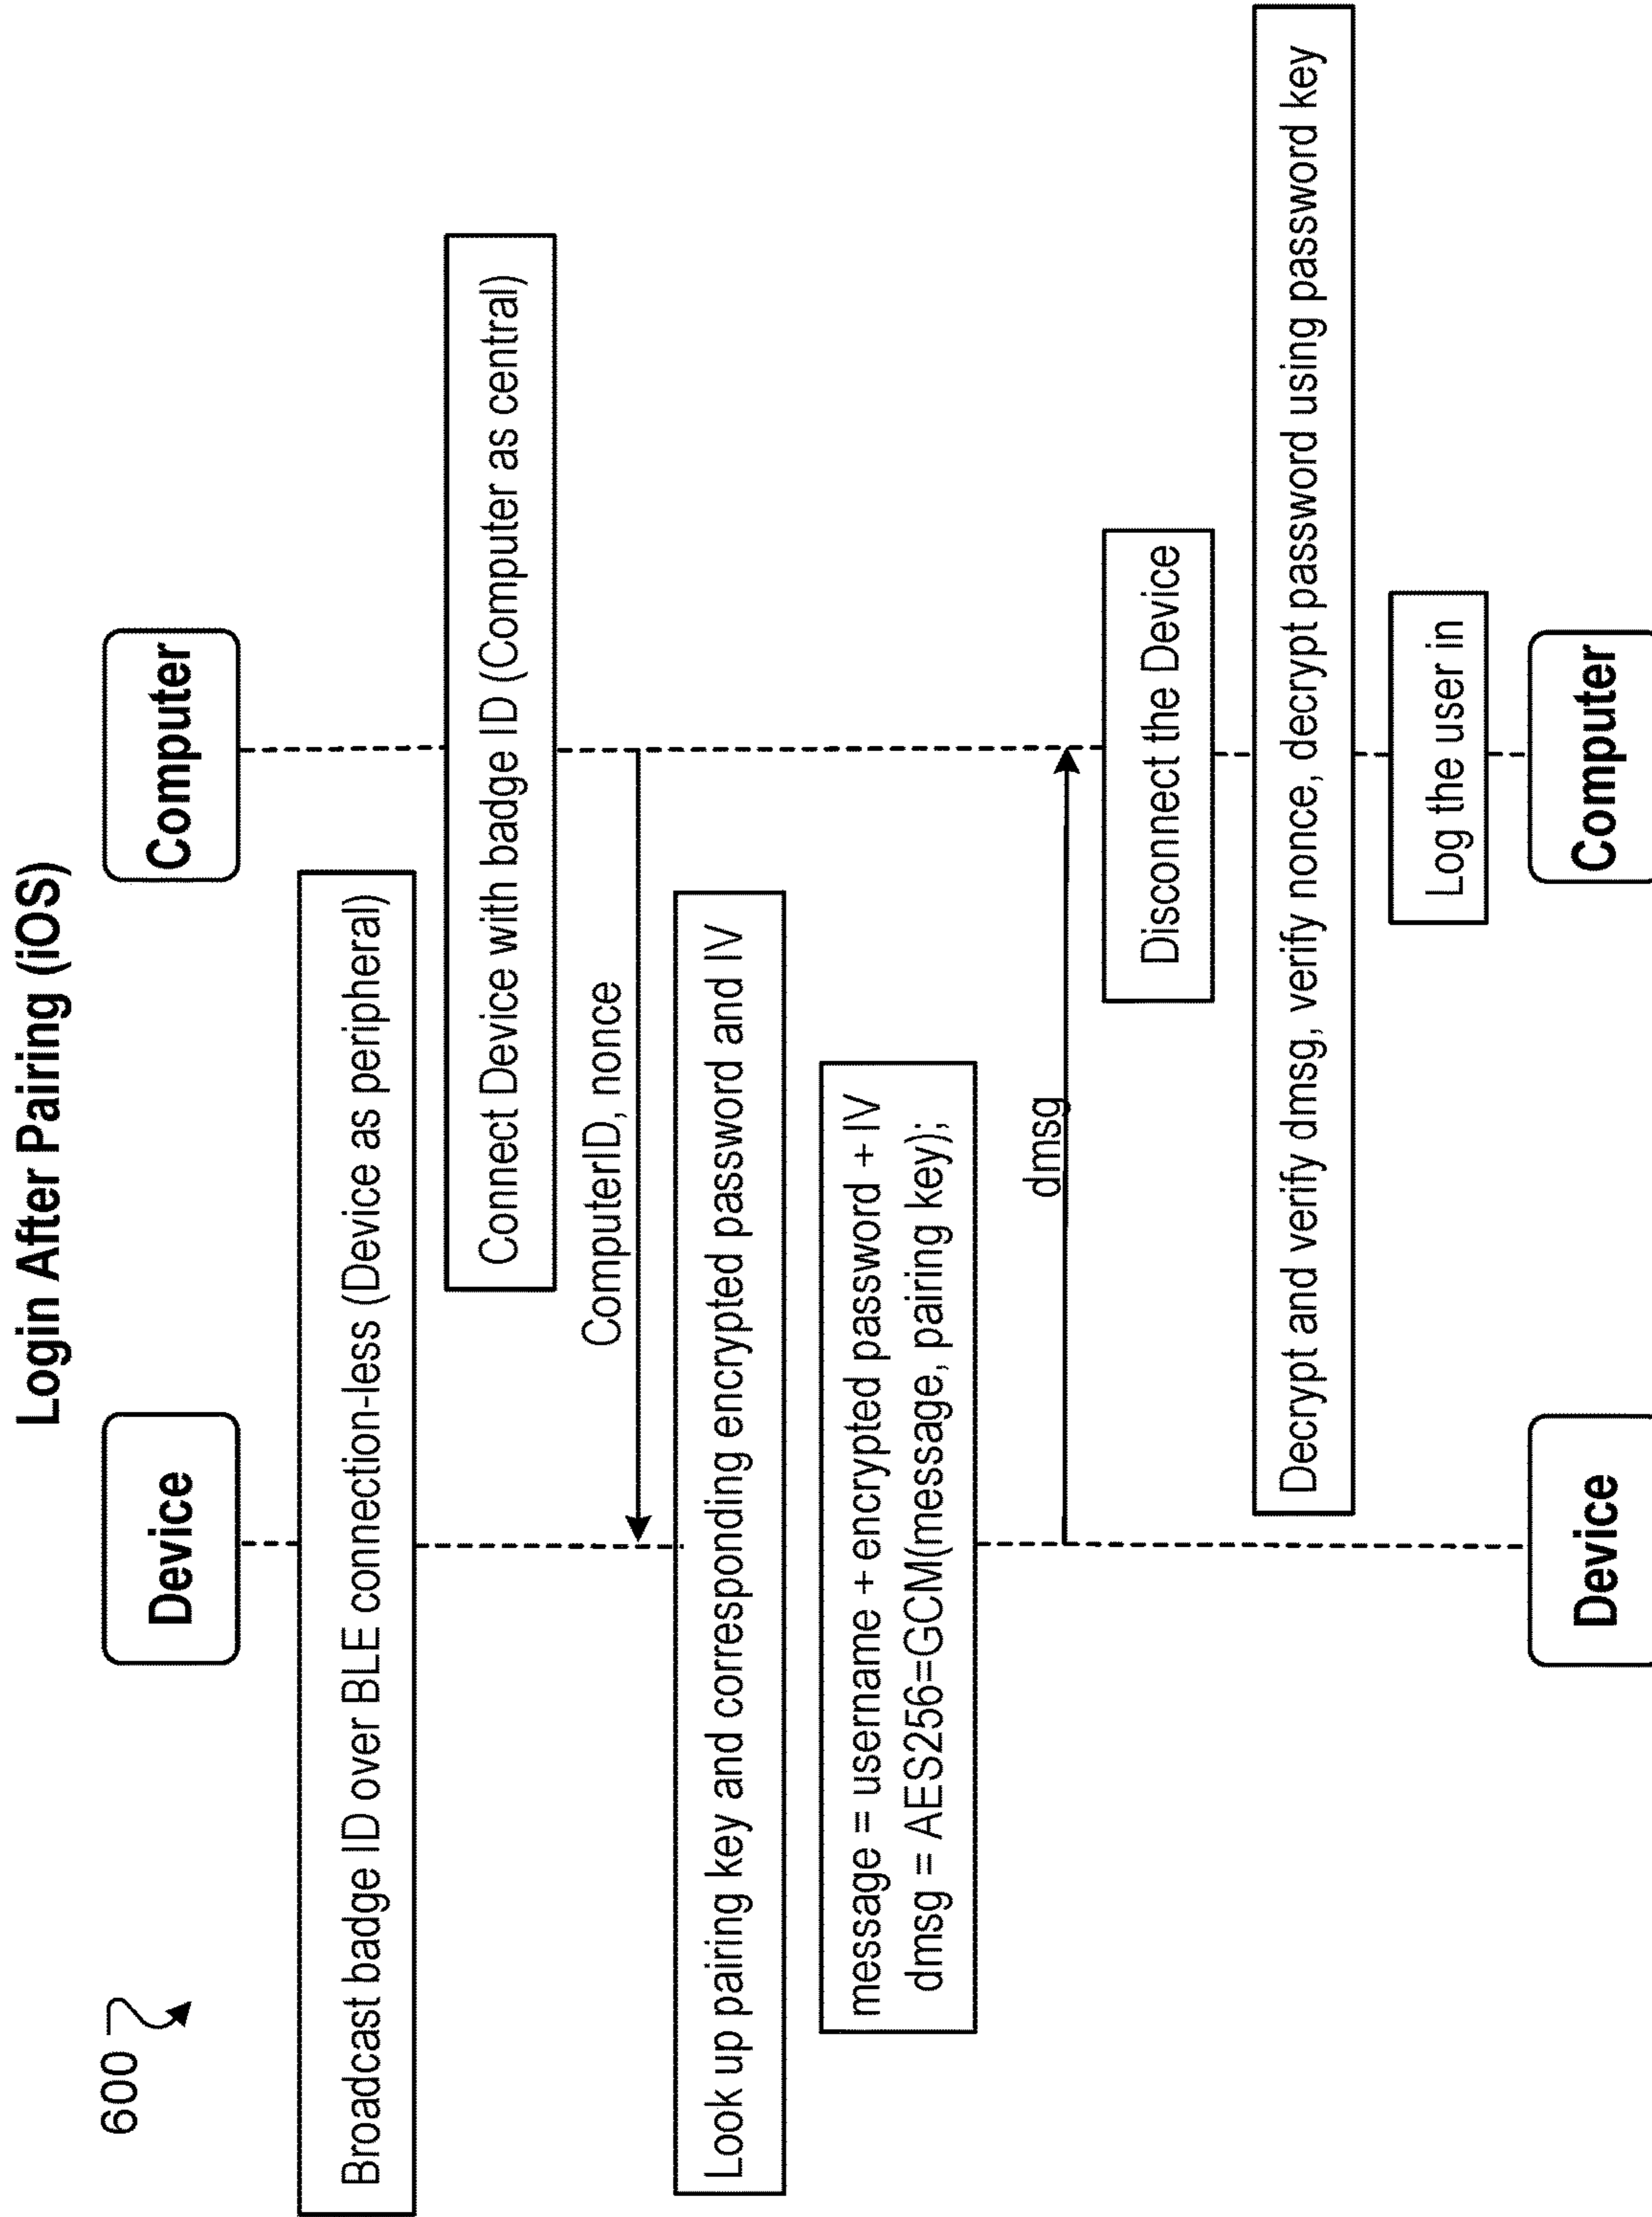 Login After Pairing (iOS)
600
Device
Computer
Broadcast badge ID over BLE connection-less (Device as peripheral)
Connect Device with badge ID (Computer as central)
ComputerID, nonce
Look up pairing key and corresponding encrypted password and IV
message = username + encrypted password + IV
dmsg = AES256=GCM(message, pairing key);
dmsg
Disconnect the Device
Decrypt and verify dmsg, verify nonce, decrypt password using password key
Log the user in
Device
Computer